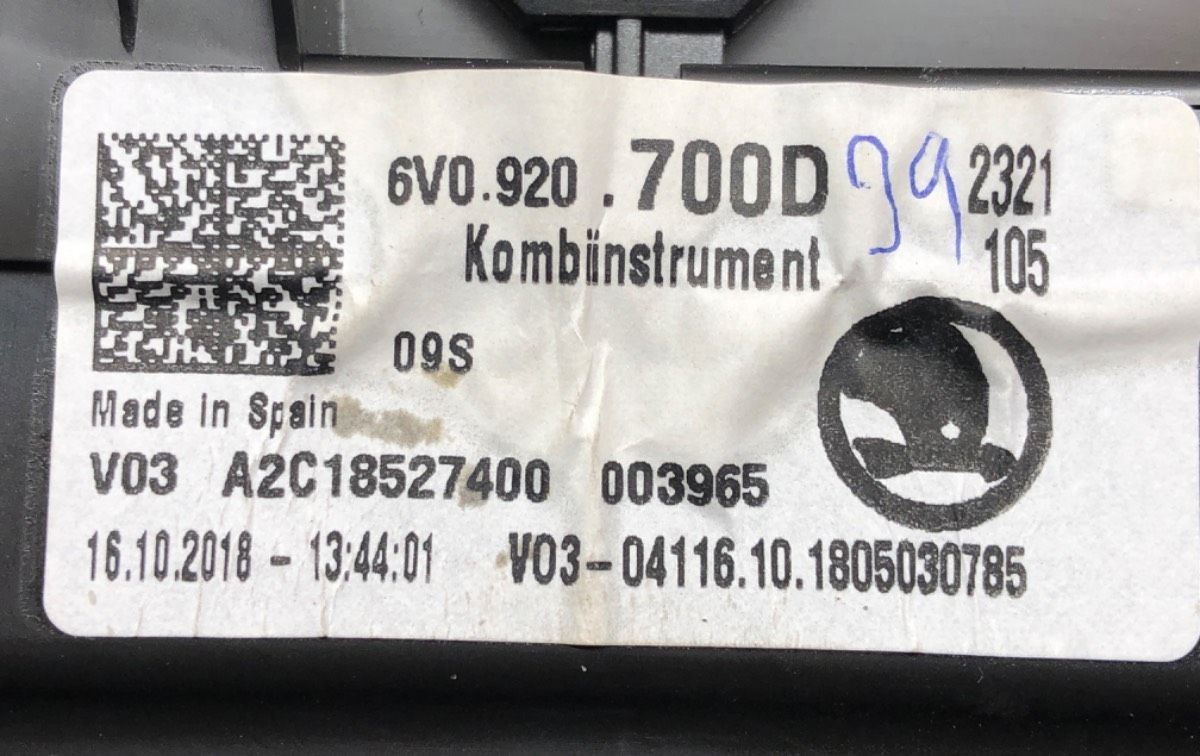 6V0.920 .700D 2321
Kombiinstrument 105
09S
Made in Spain
V03 A2C18527400 003965
16.10.2018 - 13:44:01 V03-04116.10.1805030785